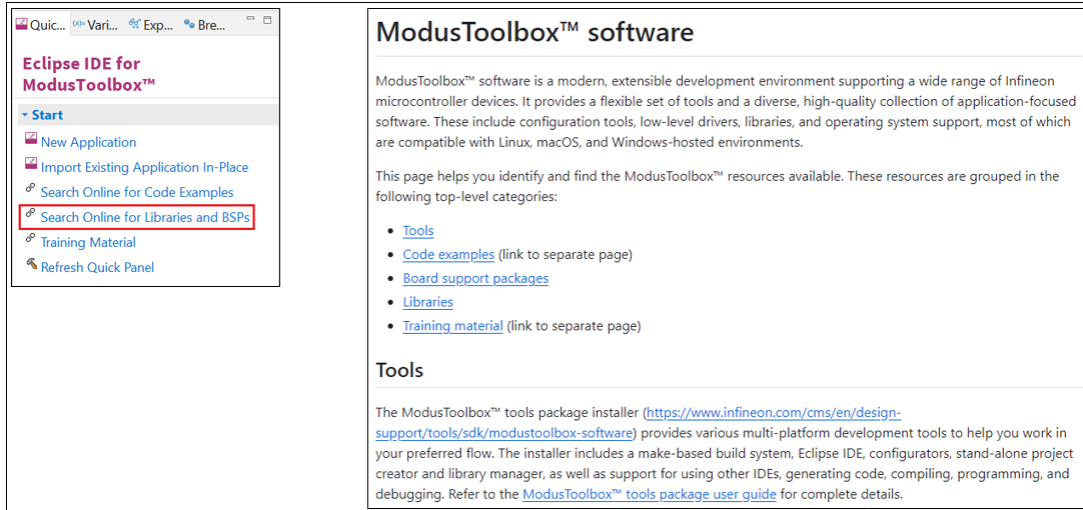 Quic...
(x)= Vari...
Exp...
Bre...
Eclipse IDE for
ModusToolbox™
Start
New Application
Import Existing Application In-Place
Search Online for Code Examples
Search Online for Libraries and BSPs
Training Material
Refresh Quick Panel
ModusToolbox™ software
ModusToolbox™ software is a modern, extensible development environment supporting a wide range of Infineon
microcontroller devices. It provides a flexible set of tools and a diverse, high-quality collection of application-focused
software. These include configuration tools, low-level drivers, libraries, and operating system support, most of which
are compatible with Linux, macOS, and Windows-hosted environments.
This page helps you identify and find the ModusToolbox™ resources available. These resources are grouped in the
following top-level categories:
• Tools
• Code examples (link to separate page)
• Board support packages
• Libraries
• Training material (link to separate page)
Tools
The ModusToolbox™ tools package installer (https://www.infineon.com/cms/en/design-
support/tools/sdk/modustoolbox-software) provides various multi-platform development tools to help you work in
your preferred flow. The installer includes a make-based build system, Eclipse IDE, configurators, stand-alone project
creator and library manager, as well as support for using other IDEs, generating code, compiling, programming, and
debugging. Refer to the ModusToolbox™ tools package user guide for complete details.